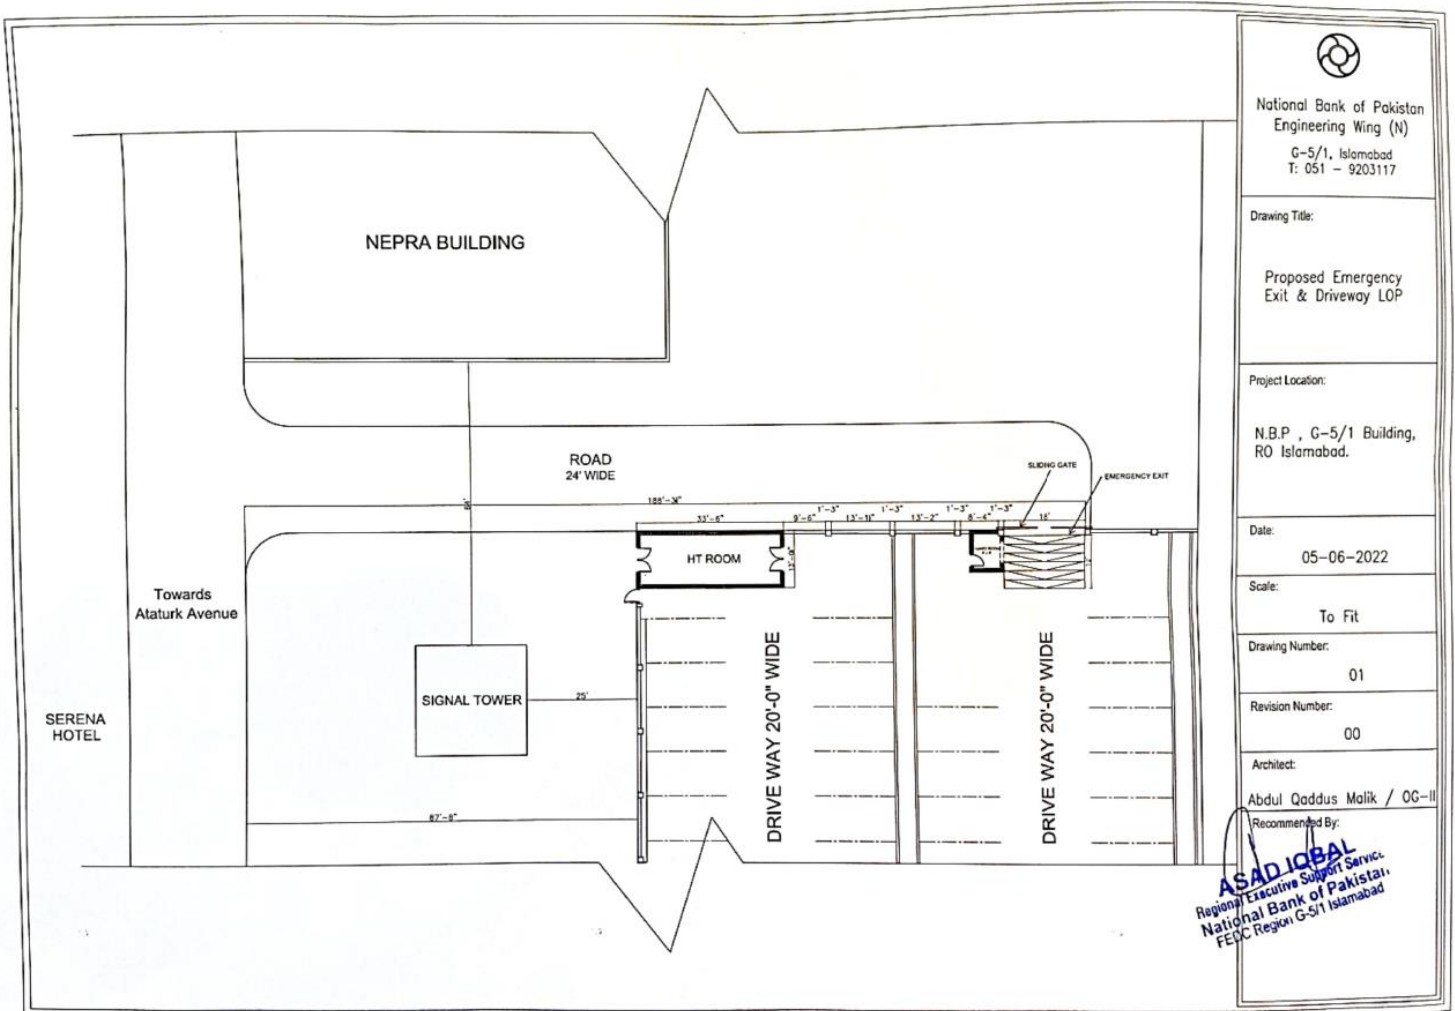 National Bank of Pakistan
Engineering Wing (N)
G-5/1, Islamabad
T: 051 - 9203117
Drawing Title:
Proposed Emergency
Exit & Driveway LOP
Project Location:
N.B.P , G-5/1 Building,
RO Islamabad.
Date:
05-06-2022
Scale:
To Fit
Drawing Number:
01
Revision Number:
00
Architect:
Abdul Qaddus Malik / OG-II
Recommended By:
ASAD IQBAL
Regional Executive Support Service
National Bank of Pakistan
FEDC Region G-5/1 Islamabad
NEPRA BUILDING
ROAD
24' WIDE
SLIDING GATE
EMERGENCY EXIT
33'-6"
9'-6"
1'-3"
13'-11"
1'-3"
13'-2"
1'-3"
8'-4"
1'-3"
16'
HT ROOM
Towards
Ataturk Avenue
SIGNAL TOWER
25'
SERENA
HOTEL
87'-8"
DRIVE WAY 20'-0" WIDE
DRIVE WAY 20'-0" WIDE